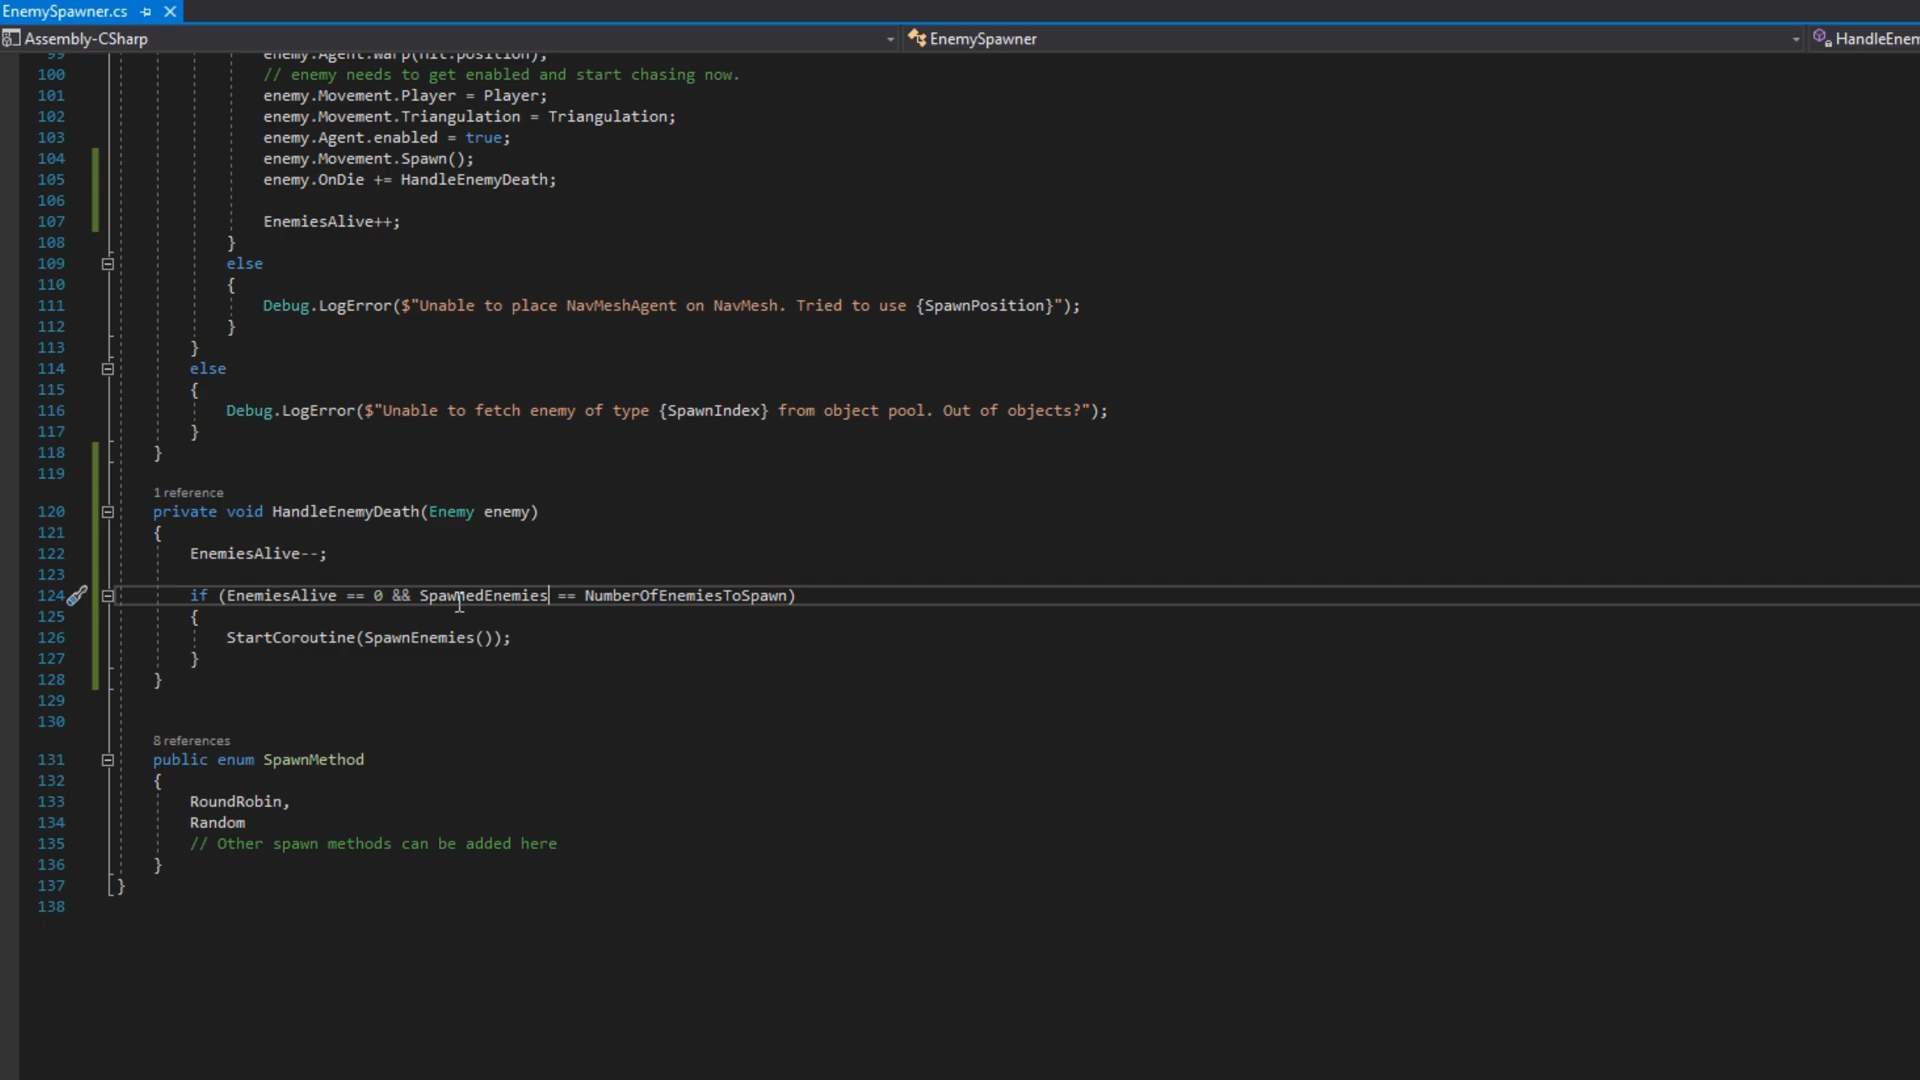 EnemySpawner.cs
Assembly-CSharp
EnemySpawner
HandleEnem
99 enemy.Agent.Warp(hit.position);
100 // enemy needs to get enabled and start chasing now.
101 enemy.Movement.Player = Player;
102 enemy.Movement.Triangulation = Triangulation;
103 enemy.Agent.enabled = true;
104 enemy.Movement.Spawn();
105 enemy.OnDie += HandleEnemyDeath;
106
107 EnemiesAlive++;
108 }
109 else
110 {
111 Debug.LogError($"Unable to place NavMeshAgent on NavMesh. Tried to use {SpawnPosition}");
112 }
113 }
114 else
115 {
116 Debug.LogError($"Unable to fetch enemy of type {SpawnIndex} from object pool. Out of objects?");
117 }
118 }
119
1 reference
120 private void HandleEnemyDeath(Enemy enemy)
121 {
122 EnemiesAlive--;
123
124 if (EnemiesAlive == 0 && SpawnedEnemies == NumberOfEnemiesToSpawn)
125 {
126 StartCoroutine(SpawnEnemies());
127 }
128 }
129
130
8 references
131 public enum SpawnMethod
132 {
133 RoundRobin,
134 Random
135 // Other spawn methods can be added here
136 }
137 }
138